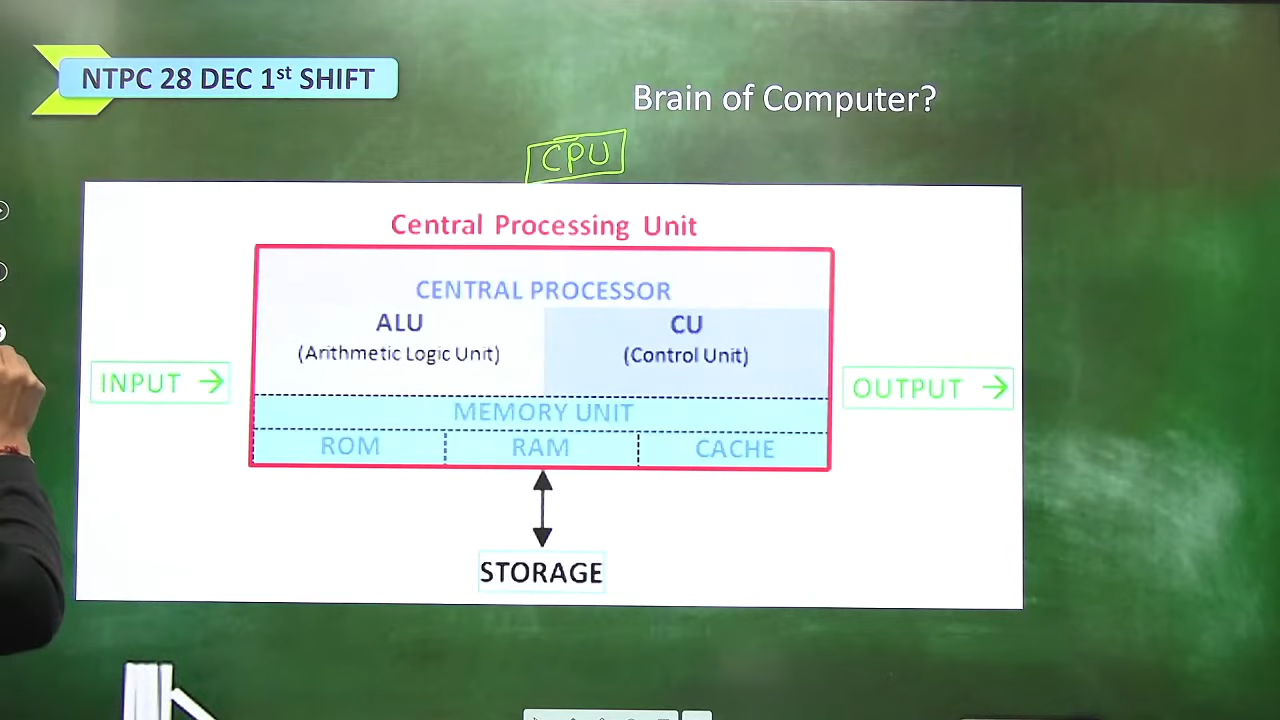 NTPC 28 DEC 1st SHIFT
Brain of Computer?
CPU
Central Processing Unit
CENTRAL PROCESSOR
ALU
(Arithmetic Logic Unit)
CU
(Control Unit)
INPUT →
OUTPUT →
MEMORY UNIT
ROM
RAM
CACHE
STORAGE